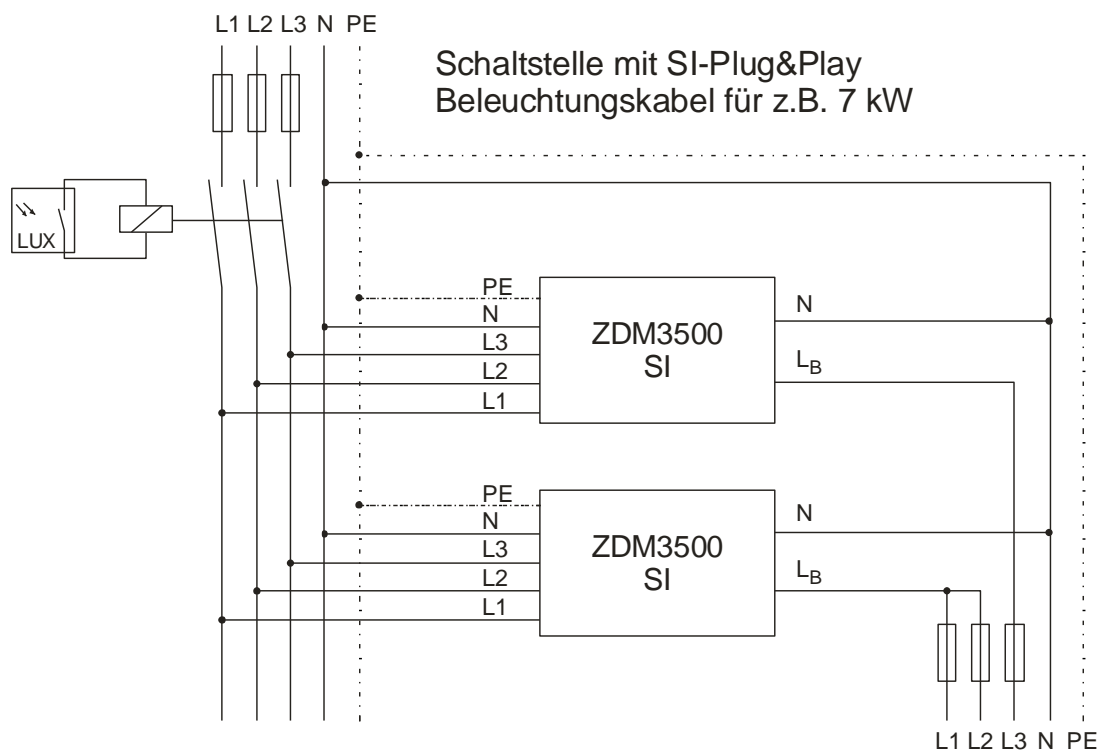 L1 L2 L3 N PE
Schaltstelle mit SI-Plug&Play
Beleuchtungskabel für z.B. 7 kW
LUX
PE
N
L3
L2
L1
ZDM3500
SI
N
LB
PE
N
L3
L2
L1
ZDM3500
SI
N
LB
L1 L2 L3 N PE